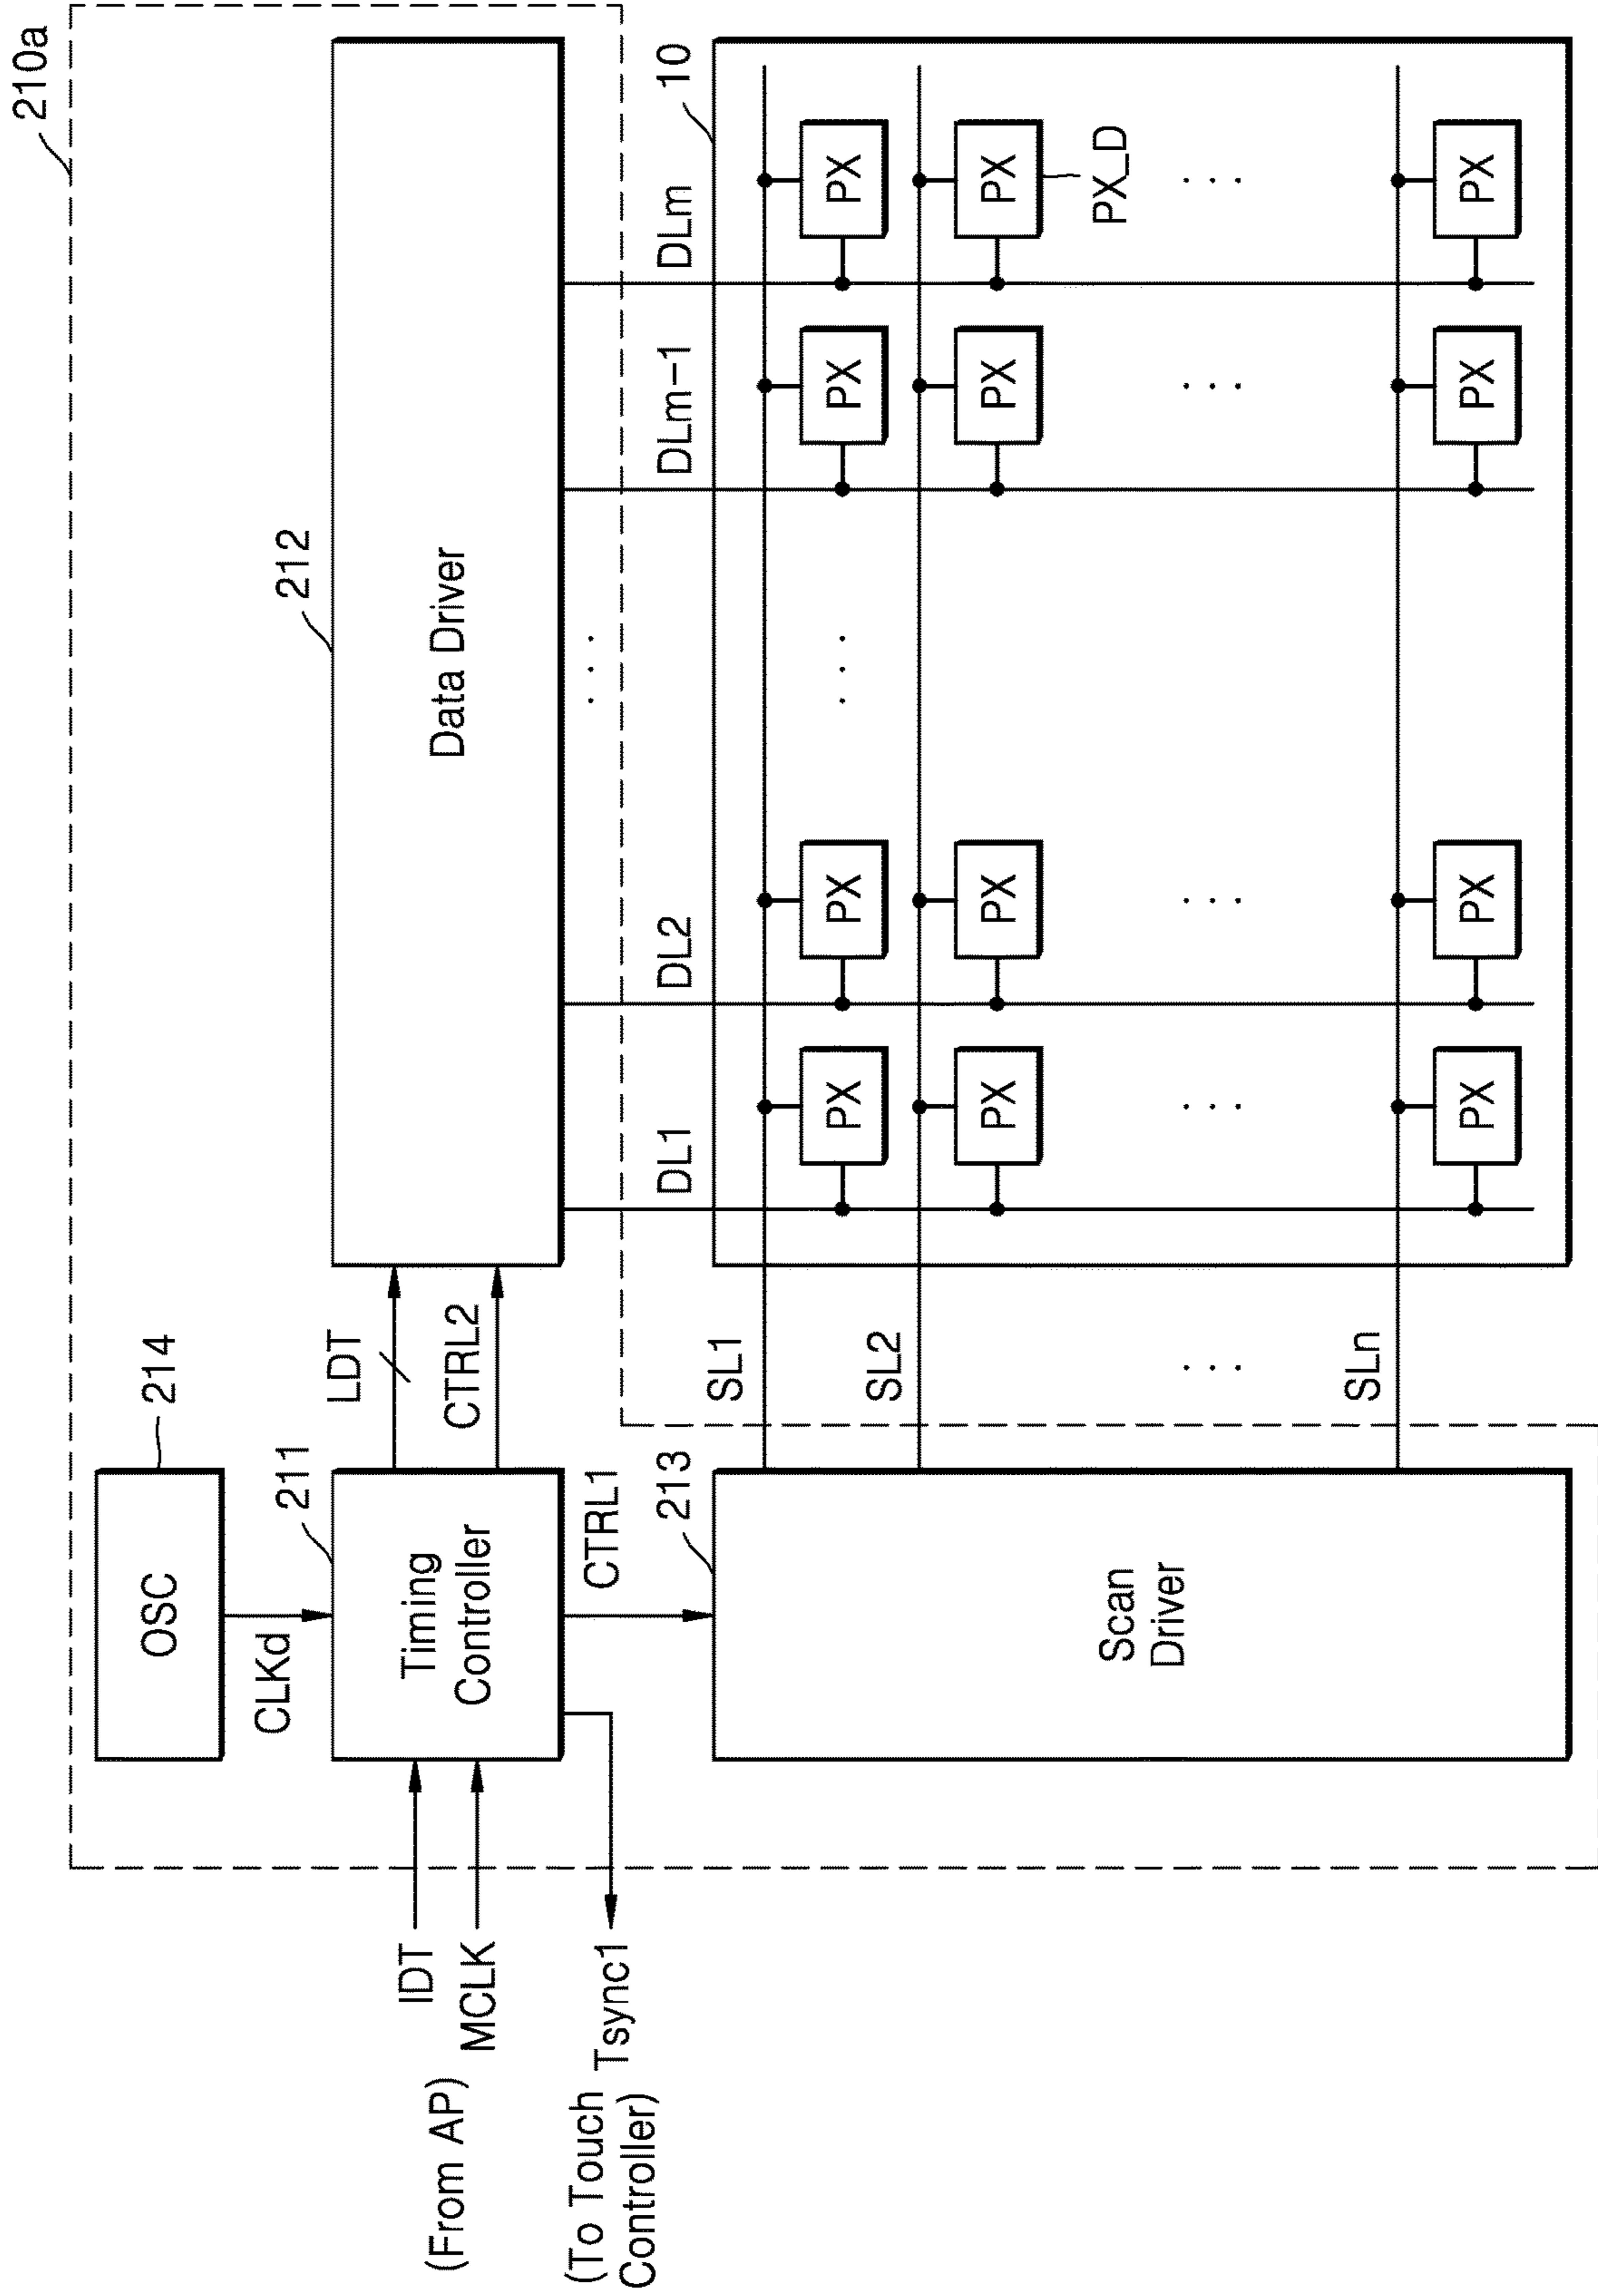 210a
OSC
214
CLKd
211
212
LDT
CTRL2
Timing
Controller
Data Driver
IDT
MCLK
(From AP)
Tsync1
(To Touch
Controller)
CTRL1
. . .
DL1
DL2
DLm-1
DLm
10
213
Scan
Driver
SL1
PX
PX
. . .
PX
PX
SL2
PX
PX
PX
PX
PX_D
. . .
. . .
. . .
. . .
. . .
SLn
PX
PX
PX
PX